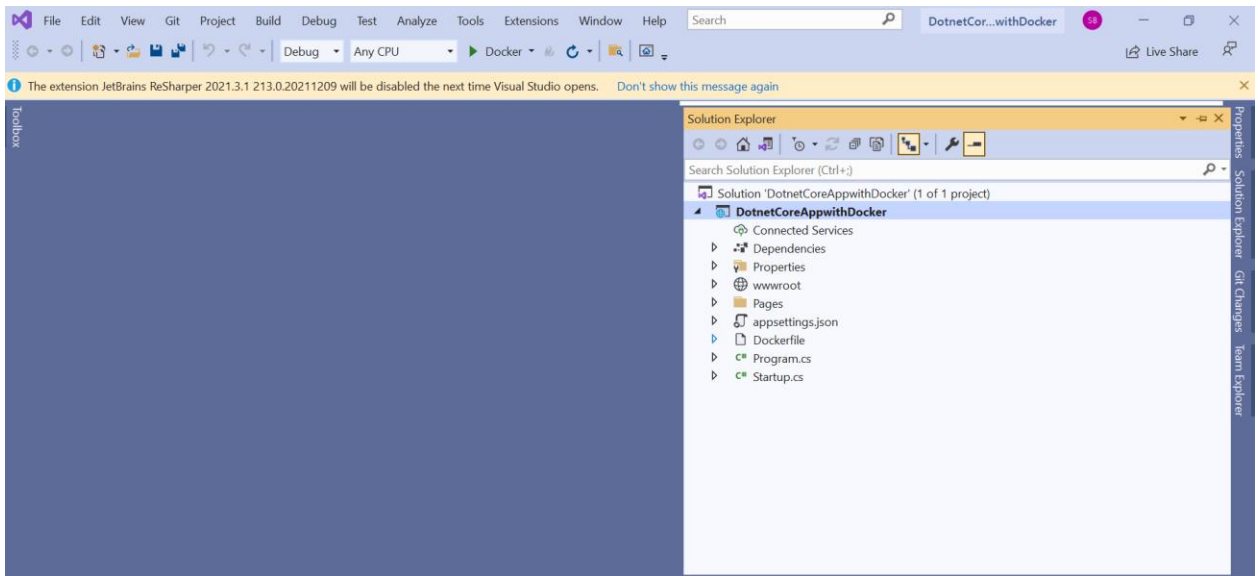 File Edit View Git Project Build Debug Test Analyze Tools Extensions Window Help Search DotnetCor...withDocker SB
Debug Any CPU Docker Live Share
The extension JetBrains ReSharper 2021.3.1 213.0.20211209 will be disabled the next time Visual Studio opens. Don't show this message again
Toolbox
Solution Explorer
Search Solution Explorer (Ctrl+;)
Solution 'DotnetCoreAppwithDocker' (1 of 1 project)
DotnetCoreAppwithDocker
Connected Services
Dependencies
Properties
wwwroot
Pages
appsettings.json
Dockerfile
C# Program.cs
C# Startup.cs
Properties
Solution Explorer
Git Changes
Team Explorer